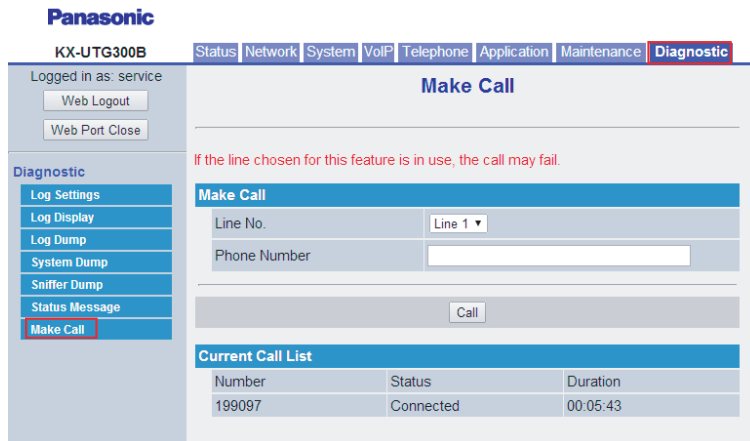 Panasonic
KX-UTG300B
Status Network System VoIP Telephone Application Maintenance Diagnostic
Logged in as: service
Web Logout
Web Port Close
Diagnostic
Log Settings
Log Display
Log Dump
System Dump
Sniffer Dump
Status Message
Make Call
Make Call
If the line chosen for this feature is in use, the call may fail.
Make Call
Line No. Line 1
Phone Number
Call
Current Call List
Number Status Duration
199097 Connected 00:05:43